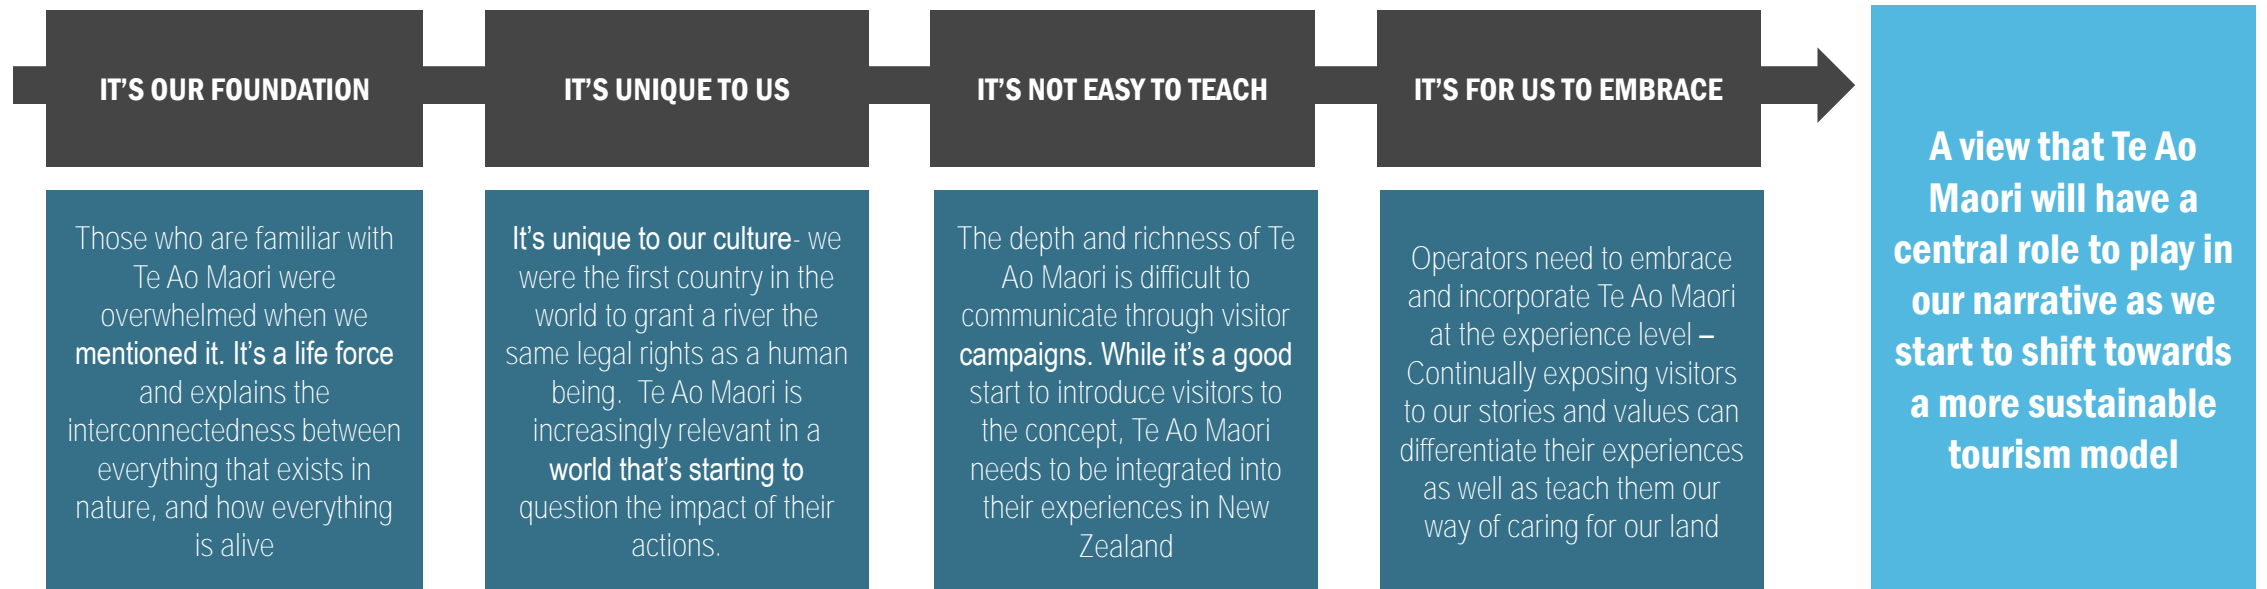 IT'S OUR FOUNDATION
Those who are familiar with
Te Ao Maori were
overwhelmed when we
mentioned it. It's a life force
and explains the
interconnectedness between
everything that exists in
nature, and how everything
is alive
IT'S UNIQUE TO US
It's unique to our culture- we
were the first country in the
world to grant a river the
same legal rights as a human
being.  Te Ao Maori is
increasingly relevant in a
world that's starting to
question the impact of their
actions.
IT'S NOT EASY TO TEACH
The depth and richness of Te
Ao Maori is difficult to
communicate through visitor
campaigns. While it's a good
start to introduce visitors to
the concept, Te Ao Maori
needs to be integrated into
their experiences in New
Zealand
IT'S FOR US TO EMBRACE
Operators need to embrace
and incorporate Te Ao Maori
at the experience level –
Continually exposing visitors
to our stories and values can
differentiate their experiences
as well as teach them our
way of caring for our land
A view that Te Ao
Maori will have a
central role to play in
our narrative as we
start to shift towards
a more sustainable
tourism model